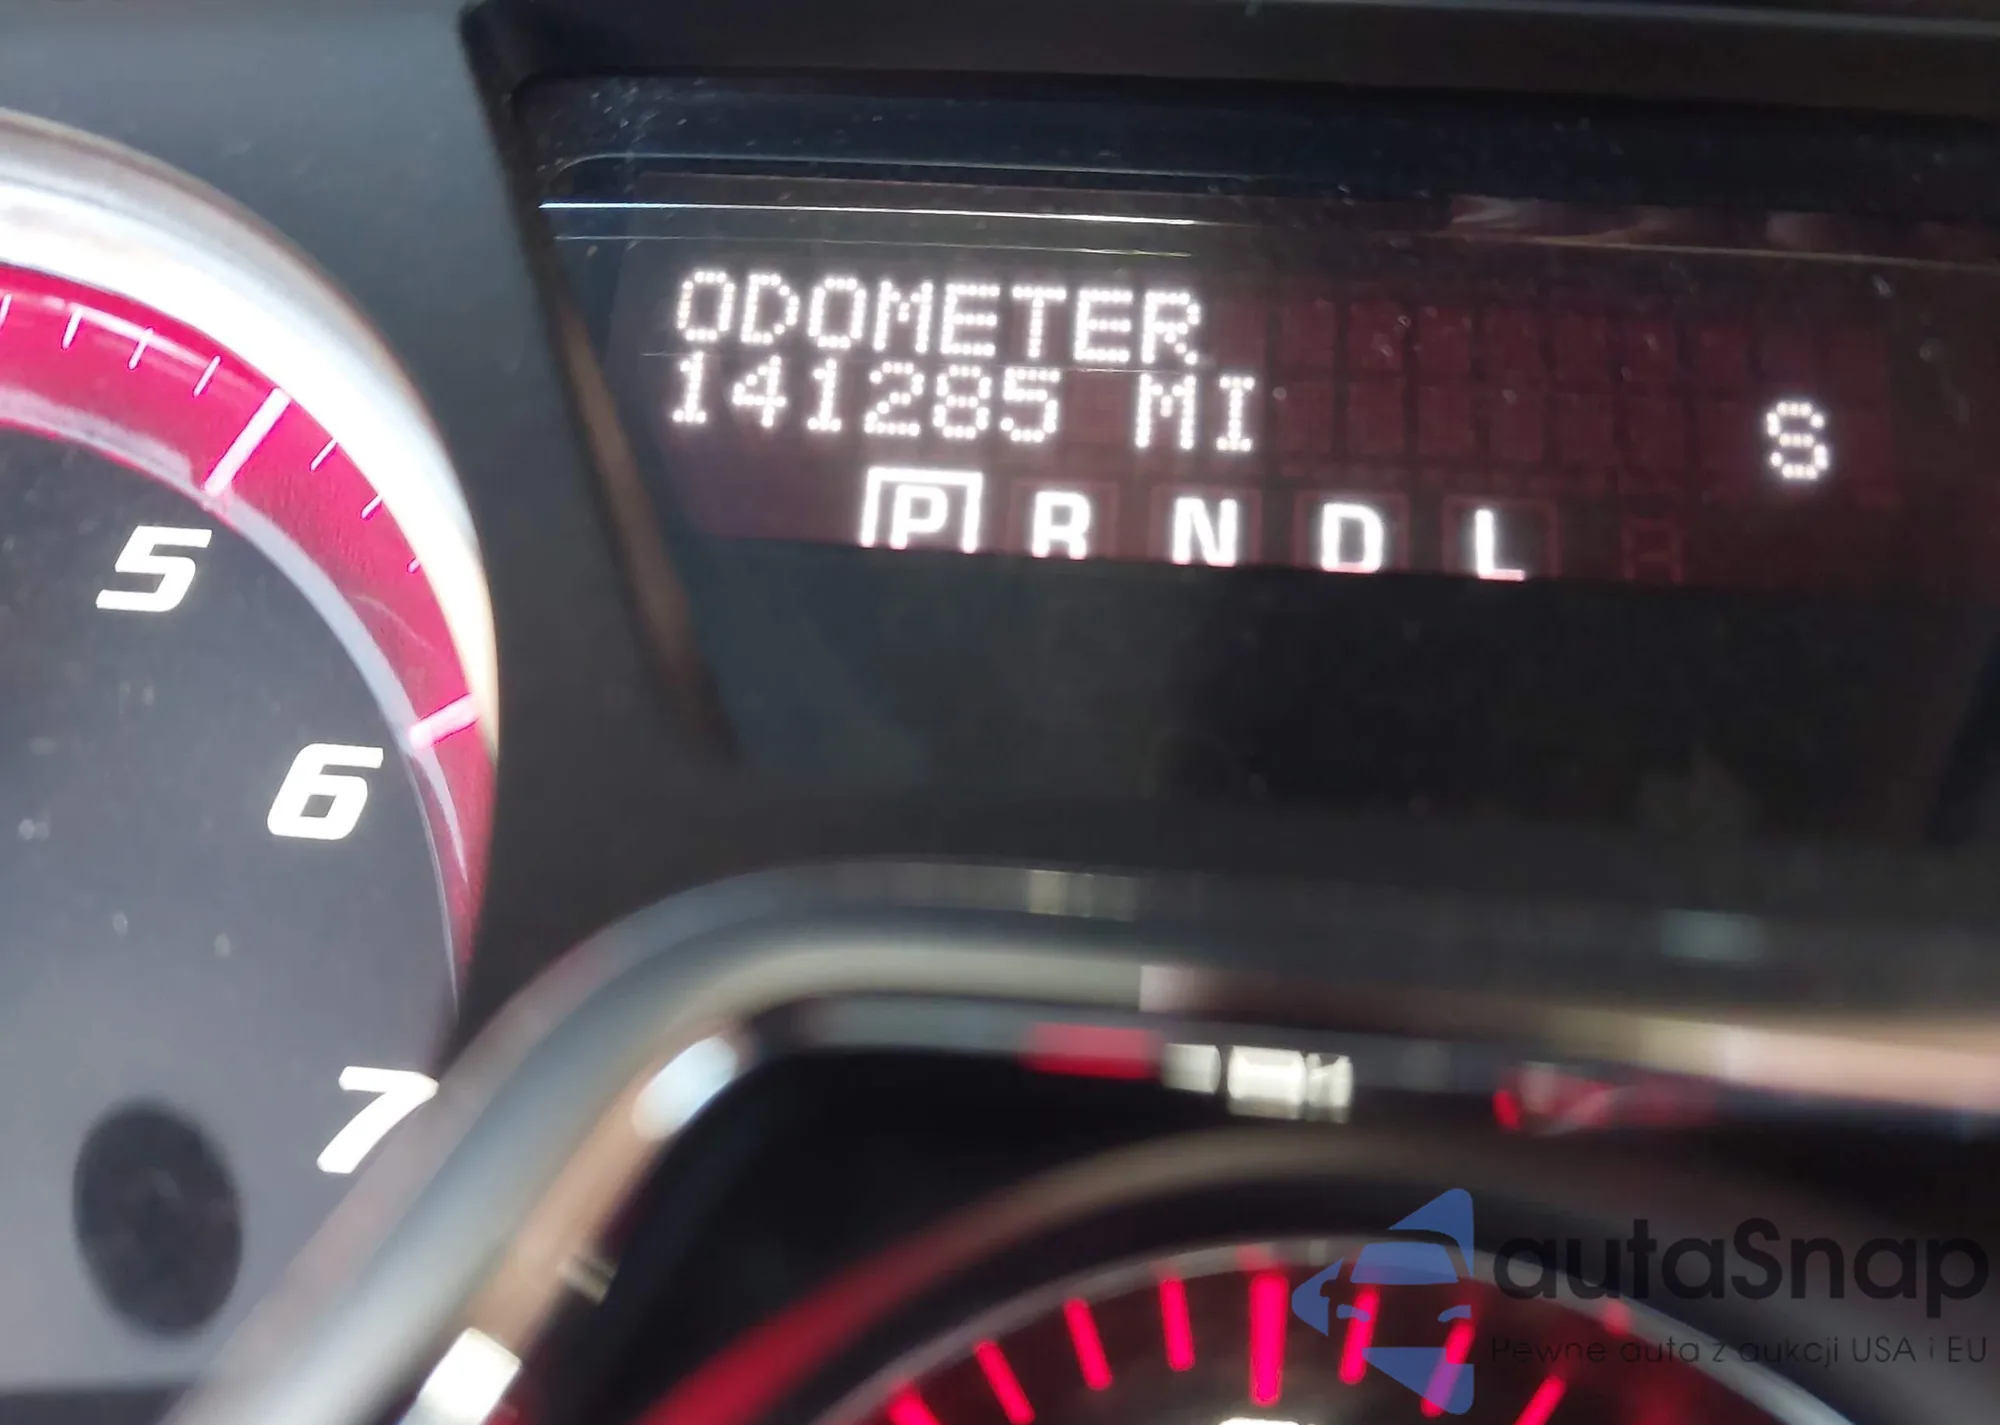 ODOMETER
141285 MI
S
P R N D L
5
6
7
autaSnap
Pewne auta z aukcji USA i EU